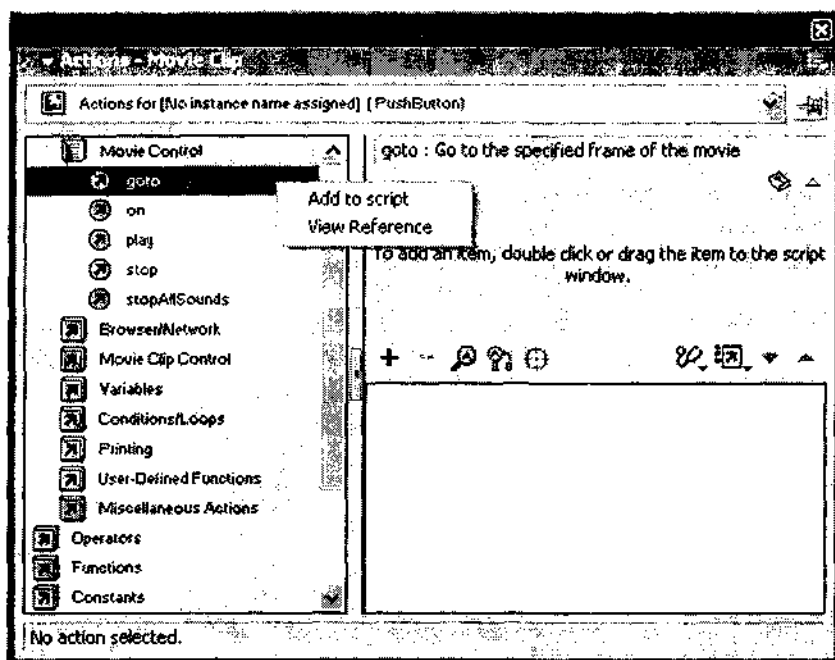 Actions - Movie Clip
Actions for [No instance name assigned] (PushButton)
Movie Control
goto
on
play
stop
stopAllSounds
Browser/Network
Movie Clip Control
Variables
Conditions/Loops
Printing
User-Defined Functions
Miscellaneous Actions
Operators
Functions
Constants
Add to script
View Reference
goto : Go to the specified frame of the movie
To add an item, double click or drag the item to the script
window.
No action selected.